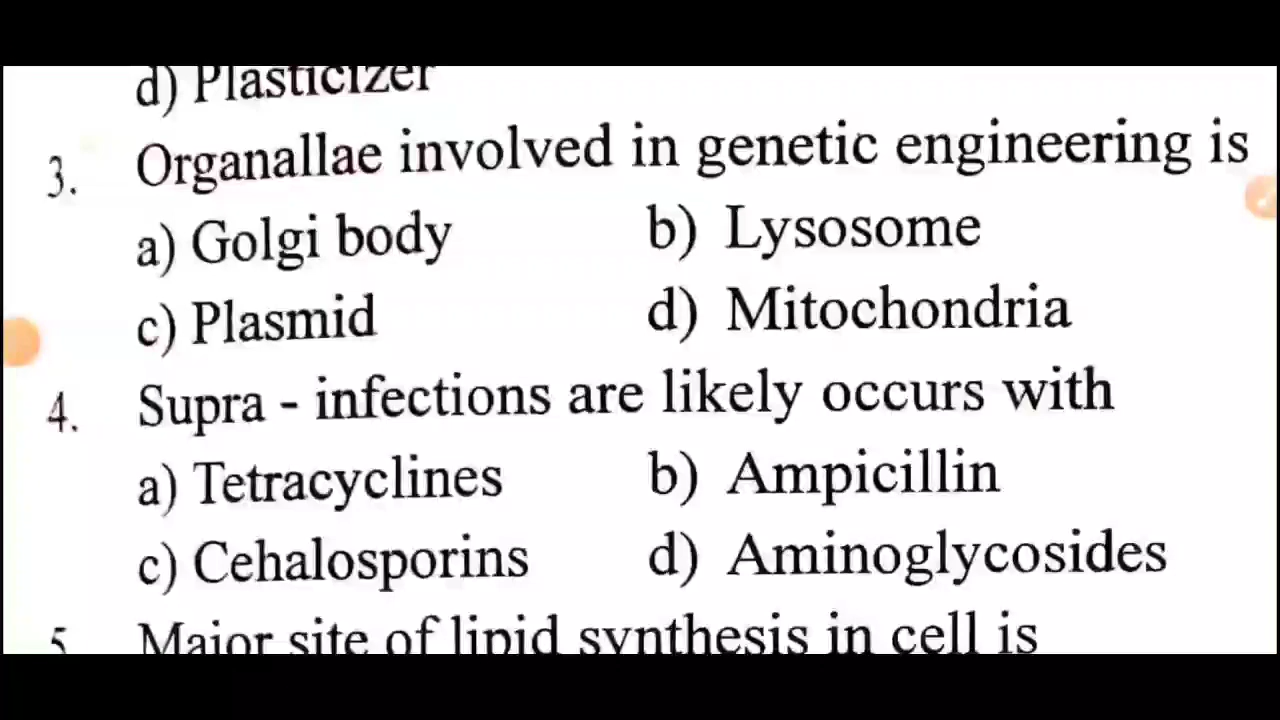 d) Plasticizer
3. Organallae involved in genetic engineering is
a) Golgi body b) Lysosome
c) Plasmid d) Mitochondria
4. Supra - infections are likely occurs with
a) Tetracyclines b) Ampicillin
c) Cehalosporins d) Aminoglycosides
5 Major site of lipid synthesis in cell is